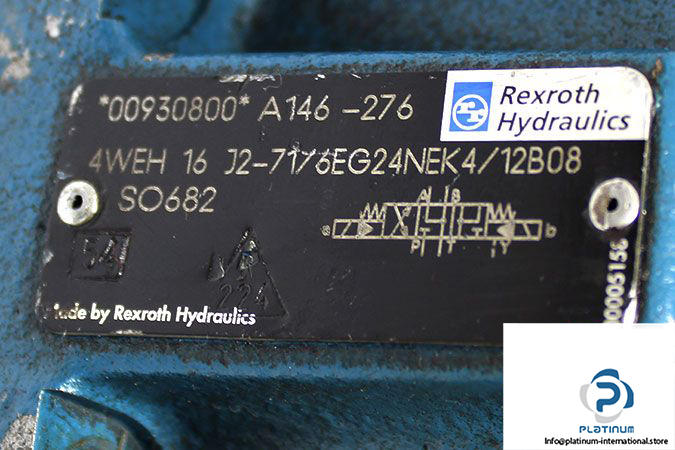 *00930800* A146-276
Rexroth
Hydraulics
4WEH 16 J2-71/6EG24NEK4/12B08
SO682
A B
a
b
P T Y
224
Made by Rexroth Hydraulics
PLATINUM
Info@platinum-international.store